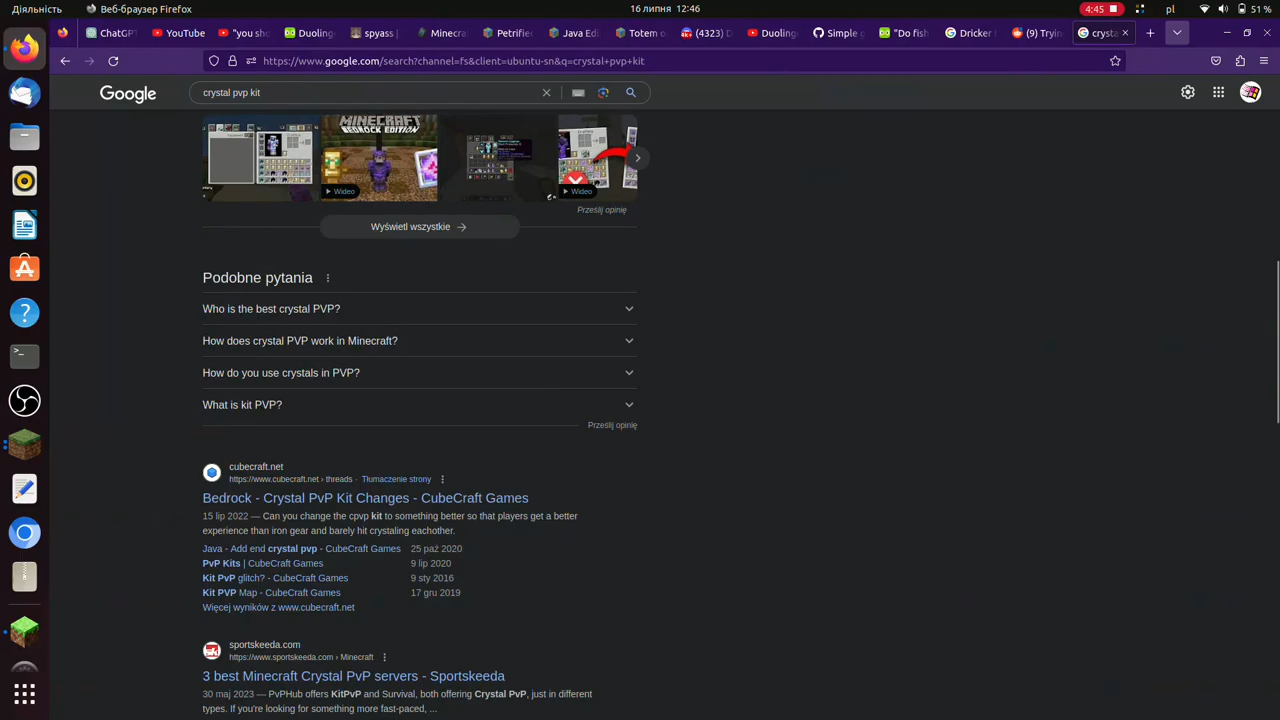 Діяльність
Веб-браузер Firefox
16 липня 12:46
4:45
pl
51 %
ChatGP
YouTube
"you sho
Duoling
spyass |
Minecra
Petrifie
Java Edi
Totem o
(4323) D
Duoling
Simple g
"Do fish
Dricker
(9) Tryin
crysta
https://www.google.com/search?channel=fs&client=ubuntu-sn&q=crystal+pvp+kit
Google
crystal pvp kit
MINECRAFT
BEDROCK EDITION
Wideo
Wideo
Prześlij opinię
Wyświetl wszystkie
Podobne pytania
Who is the best crystal PVP?
How does crystal PVP work in Minecraft?
How do you use crystals in PVP?
What is kit PVP?
Prześlij opinię
cubecraft.net
https://www.cubecraft.net › threads · Tłumaczenie strony
Bedrock - Crystal PvP Kit Changes - CubeCraft Games
15 lip 2022 — Can you change the cpvp kit to something better so that players get a better
experience than iron gear and barely hit crystaling eachother.
Java - Add end crystal pvp - CubeCraft Games 25 paź 2020
PvP Kits | CubeCraft Games 9 lip 2020
Kit PvP glitch? - CubeCraft Games 9 sty 2016
Kit PVP Map - CubeCraft Games 17 gru 2019
Więcej wyników z www.cubecraft.net
sportskeeda.com
https://www.sportskeeda.com › Minecraft
3 best Minecraft Crystal PvP servers - Sportskeeda
30 maj 2023 — PvPHub offers KitPvP and Survival, both offering Crystal PvP, just in different
types. If you're looking for something more fast-paced, ...